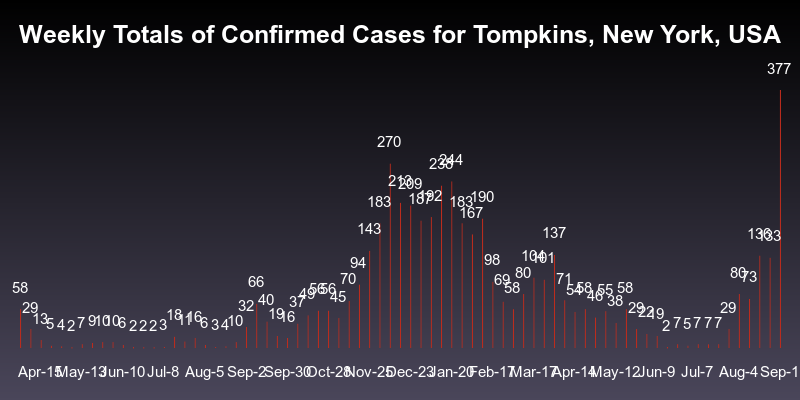 Weekly Totals of Confirmed Cases for Tompkins, New York, USA
58 29 13 5 4 2 7 9 10 10 6 2 2 2 3 18 11 16 6 3 4 10 32 66 40 19 16 37 49 56 56 45 70 94 143 183 270 213 209 187 192 238 244 183 167 190 98 69 58 80 104 101 137 71 54 58 46 55 38 58 29 22 19 2 7 5 7 7 7 29 80 73 136 133 377
Apr-15 May-13 Jun-10 Jul-8 Aug-5 Sep-2 Sep-30 Oct-28 Nov-25 Dec-23 Jan-20 Feb-17 Mar-17 Apr-14 May-12 Jun-9 Jul-7 Aug-4 Sep-1